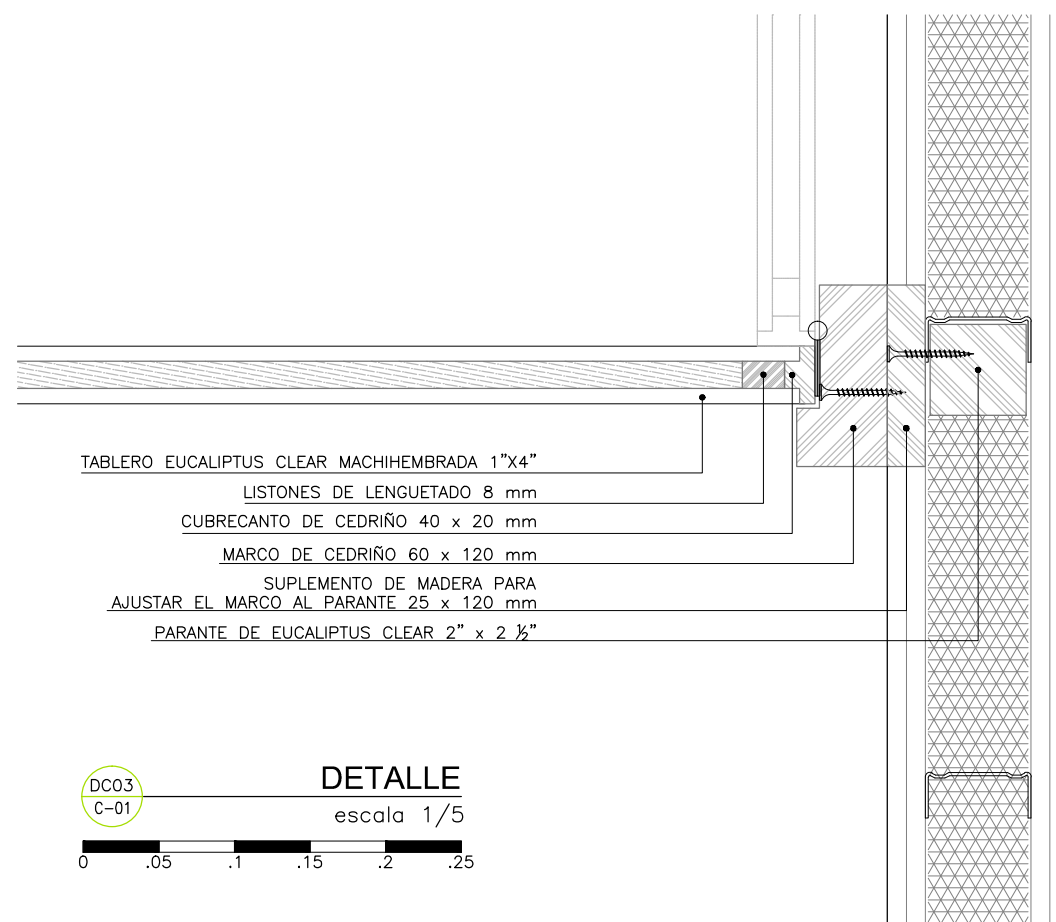 TABLERO EUCALIPTUS CLEAR MACHIHEMBRADA 1”X4”
LISTONES DE LENGUETADO 8 mm
CUBRECANTO DE CEDRIÑO 40 x 20 mm
MARCO DE CEDRIÑO 60 x 120 mm
SUPLEMENTO DE MADERA PARA
AJUSTAR EL MARCO AL PARANTE 25 x 120 mm
PARANTE DE EUCALIPTUS CLEAR 2” x 2 ½”
DC03
C-01
DETALLE
escala 1/5
0 .05 .1 .15 .2 .25